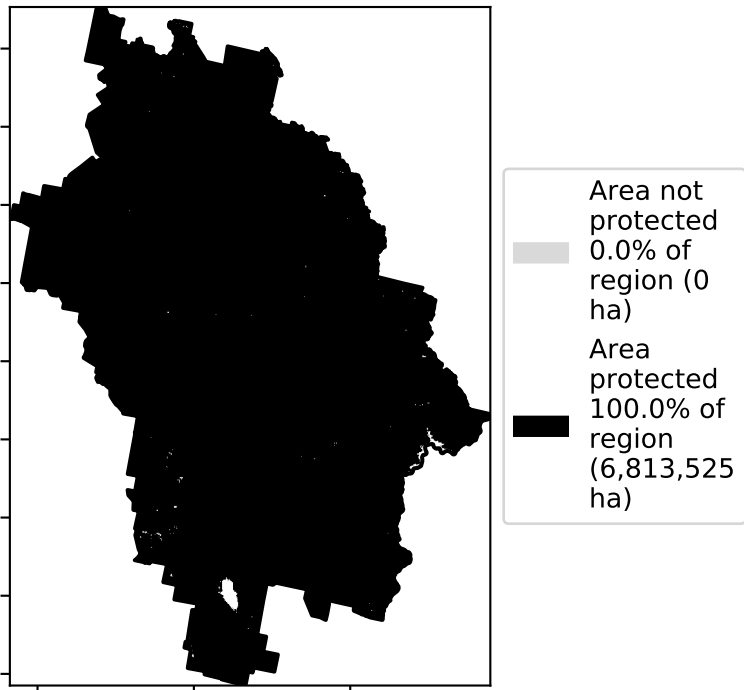 Area not
protected
0.0% of
region (0
ha)
Area
protected
100.0% of
region
(6,813,525
ha)